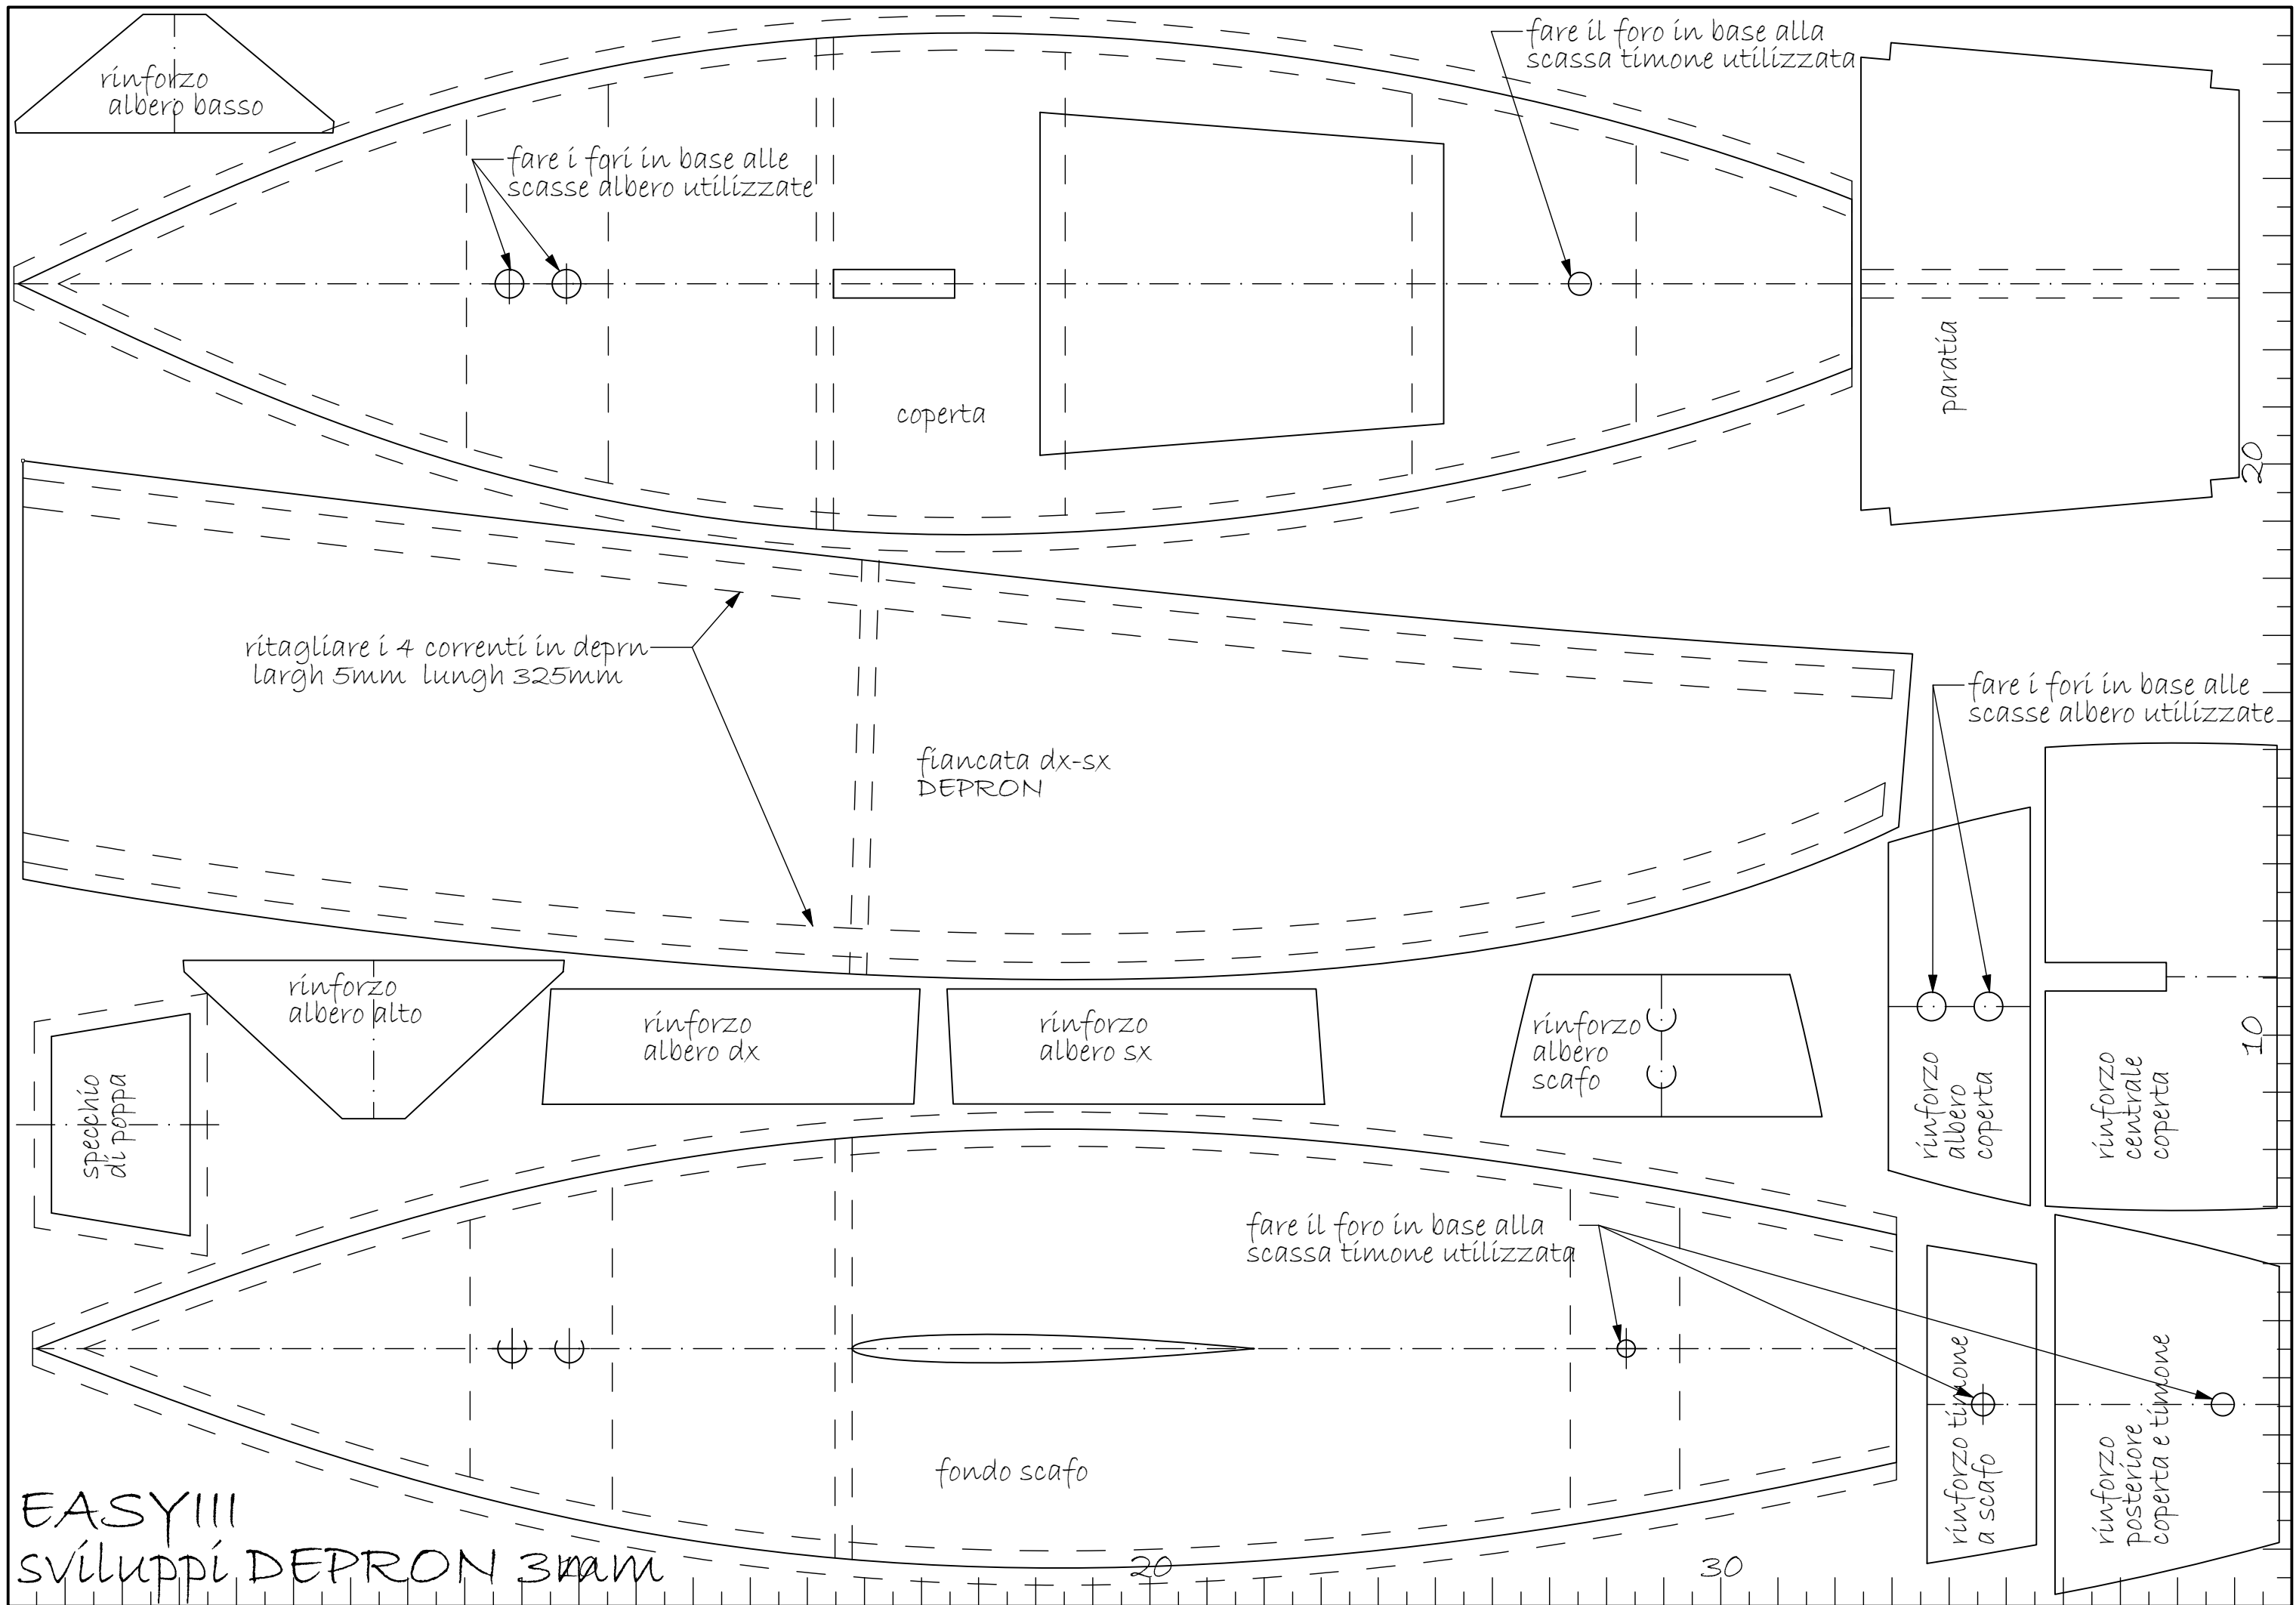 rinforzo
albero basso
fare i fori in base alle
scasse albero utilizzate
fare il foro in base alla
scassa timone utilizzata
coperta
paratia
20
ritagliare i 4 correnti in deprn
largh 5mm lungh 325mm
fiancata dx-sx
DEPRON
fare i fori in base alle
scasse albero utilizzate
rinforzo
albero alto
rinforzo
albero dx
rinforzo
albero sx
rinforzo
albero
scafo
rinforzo
albero
coperta
rinforzo
centrale
coperta
10
specchio
di poppa
fare il foro in base alla
scassa timone utilizzata
fondo scafo
rinforzo timone
a scafo
rinforzo
posteriore
coperta e timone
EASYIII
sviluppi DEPRON 3mm
10
20
30